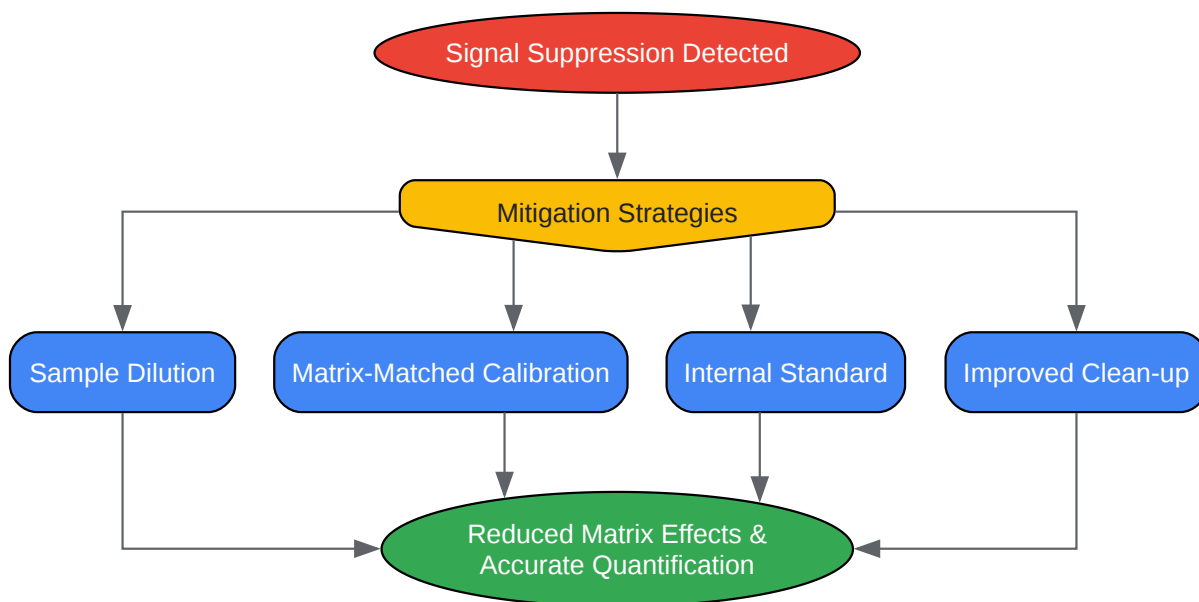 Signal Suppression Detected
Mitigation Strategies
Sample Dilution
Matrix-Matched Calibration
Internal Standard
Improved Clean-up
Reduced Matrix Effects &
Accurate Quantification